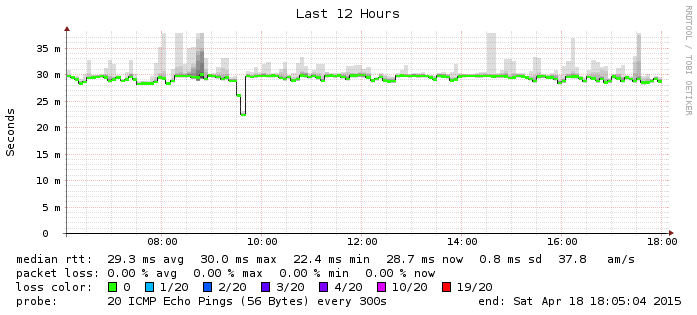 Last 12 Hours
RRDTOOL / TOBI OETIKER
Seconds
35 m
30 m
25 m
20 m
15 m
10 m
5 m
0
08:00 10:00 12:00 14:00 16:00 18:00
median rtt: 29.3 ms avg 30.0 ms max 22.4 ms min 28.7 ms now 0.8 ms sd 37.8 am/s
packet loss: 0.00 % avg 0.00 % max 0.00 % min 0.00 % now
loss color: 0 1/20 2/20 3/20 4/20 10/20 19/20
probe: 20 ICMP Echo Pings (56 Bytes) every 300s end: Sat Apr 18 18:05:04 2015